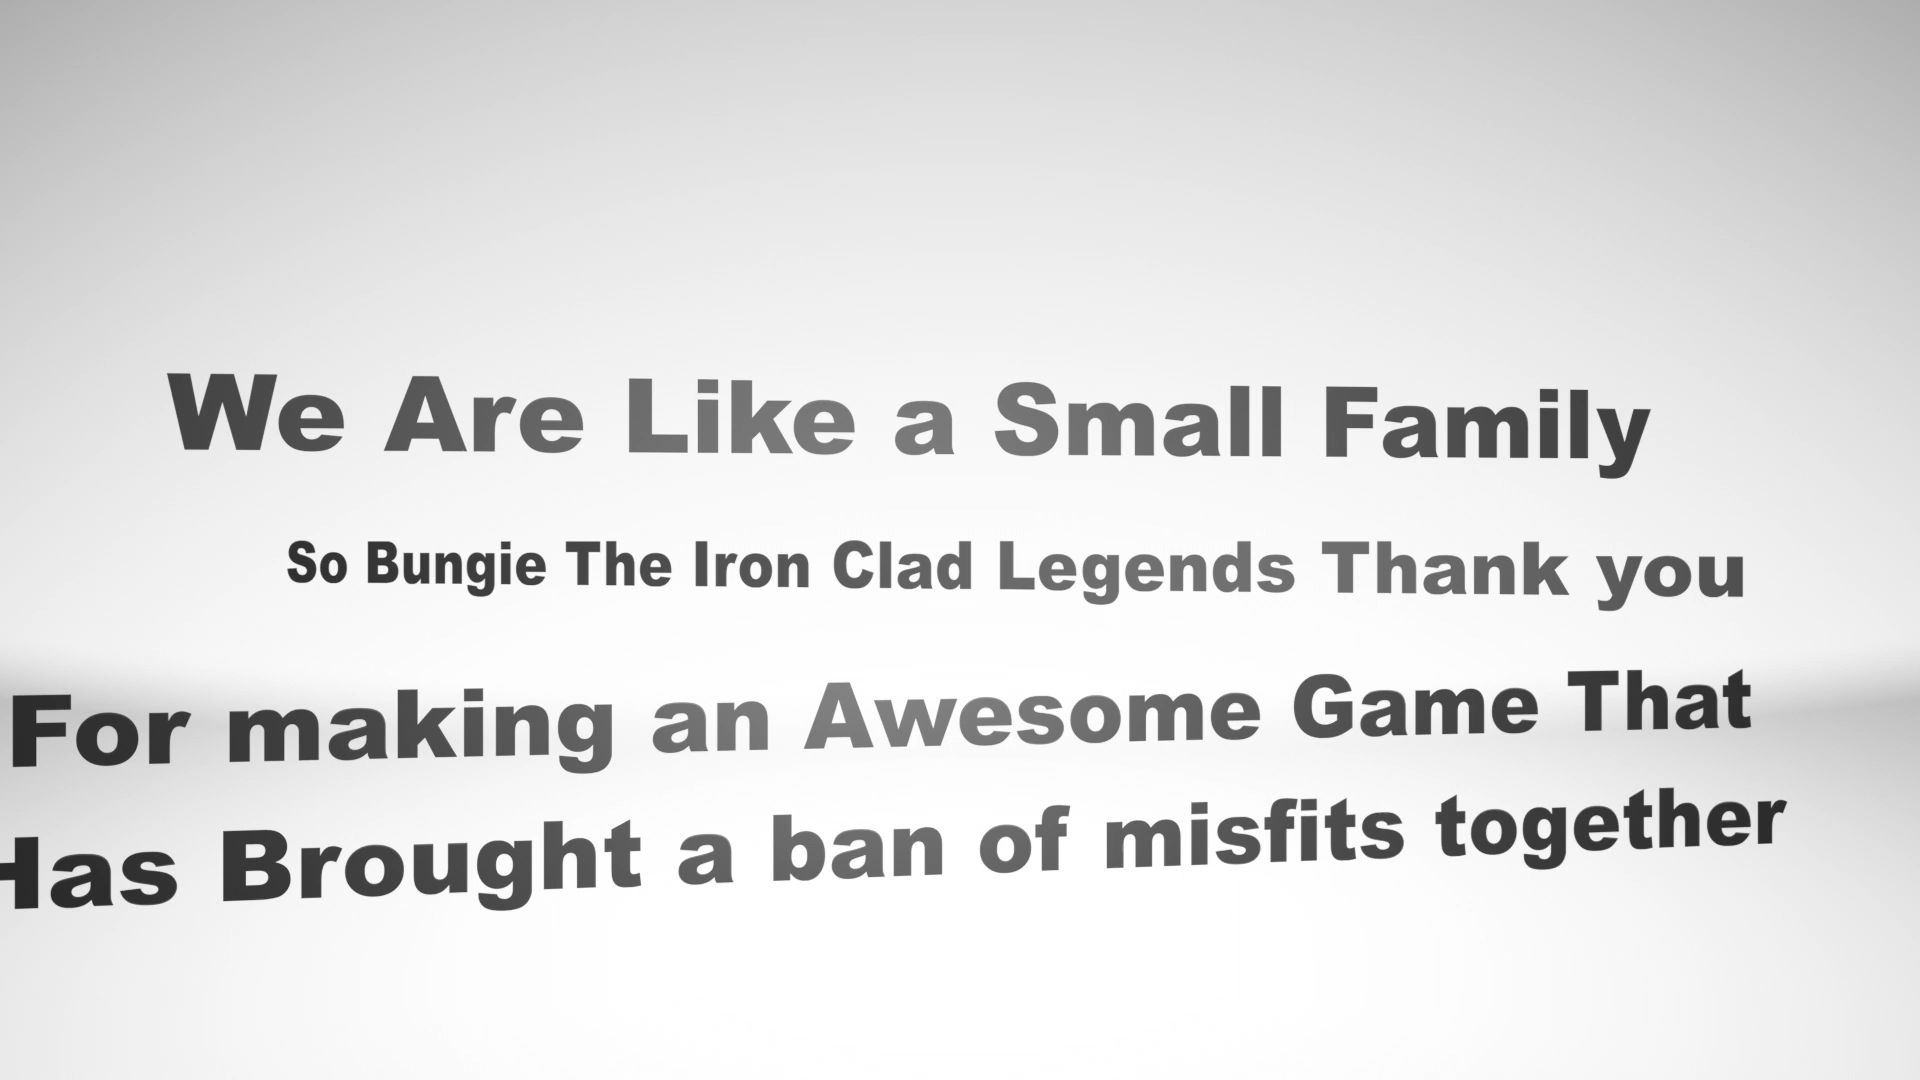 We Are Like a Small Family
So Bungie The Iron Clad Legends Thank you
For making an Awesome Game That
Has Brought a ban of misfits together